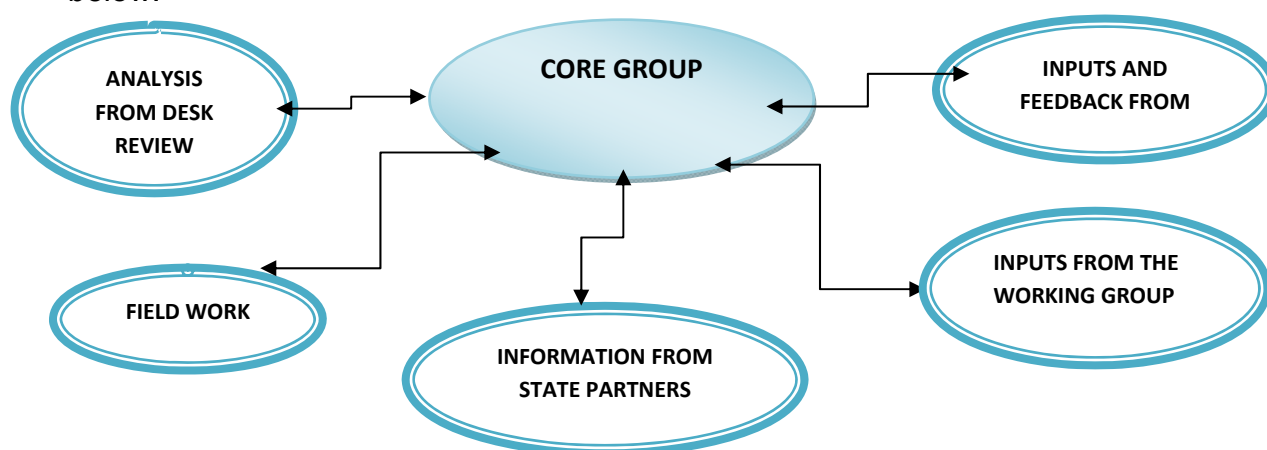 CORE GROUP
ANALYSIS
FROM DESK
REVIEW
INPUTS AND
FEEDBACK FROM
FIELD WORK
INFORMATION FROM
STATE PARTNERS
INPUTS FROM THE
WORKING GROUP